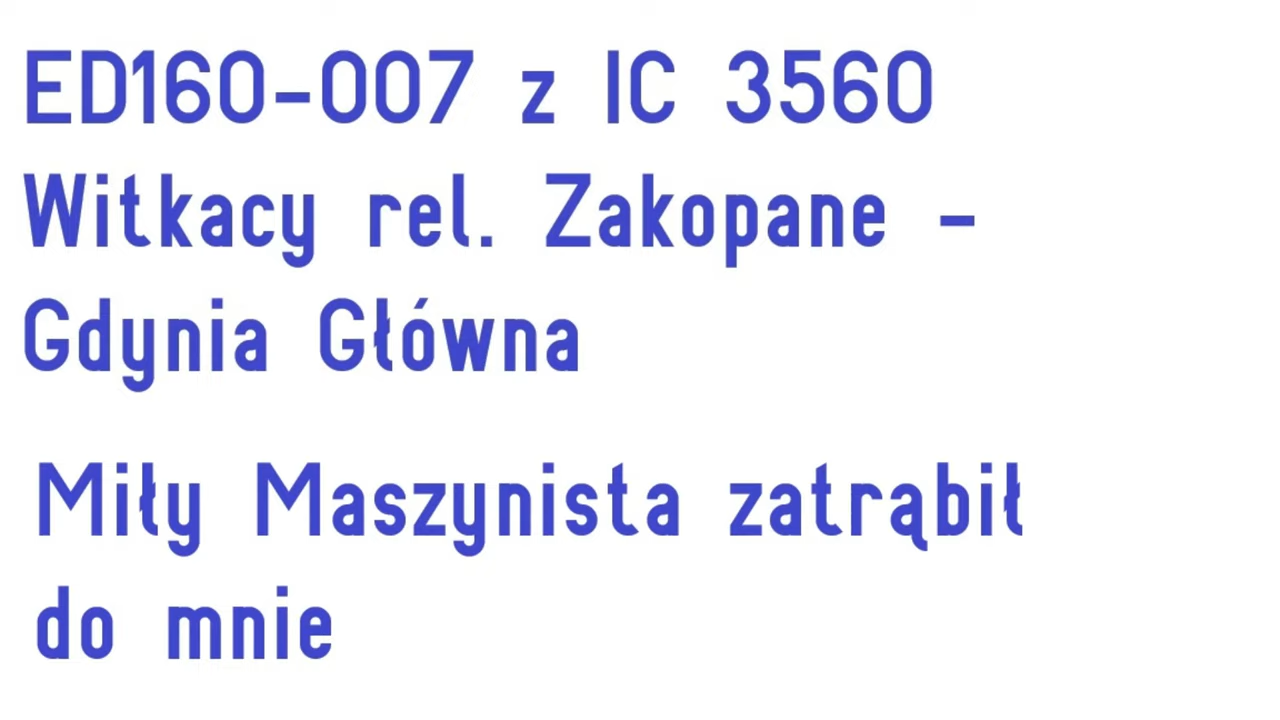 ED160-007 z IC 3560
Witkacy rel. Zakopane -
Gdynia Główna
Miły Maszynista zatrąbił
do mnie